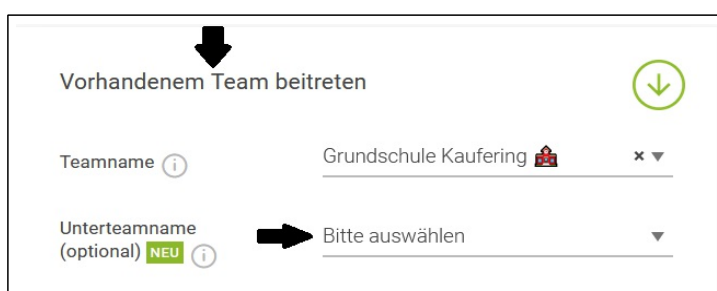 Vorhandenem Team beitreten
Teamname
Grundschule Kaufering
Unterteamname
(optional) NEU
Bitte auswählen